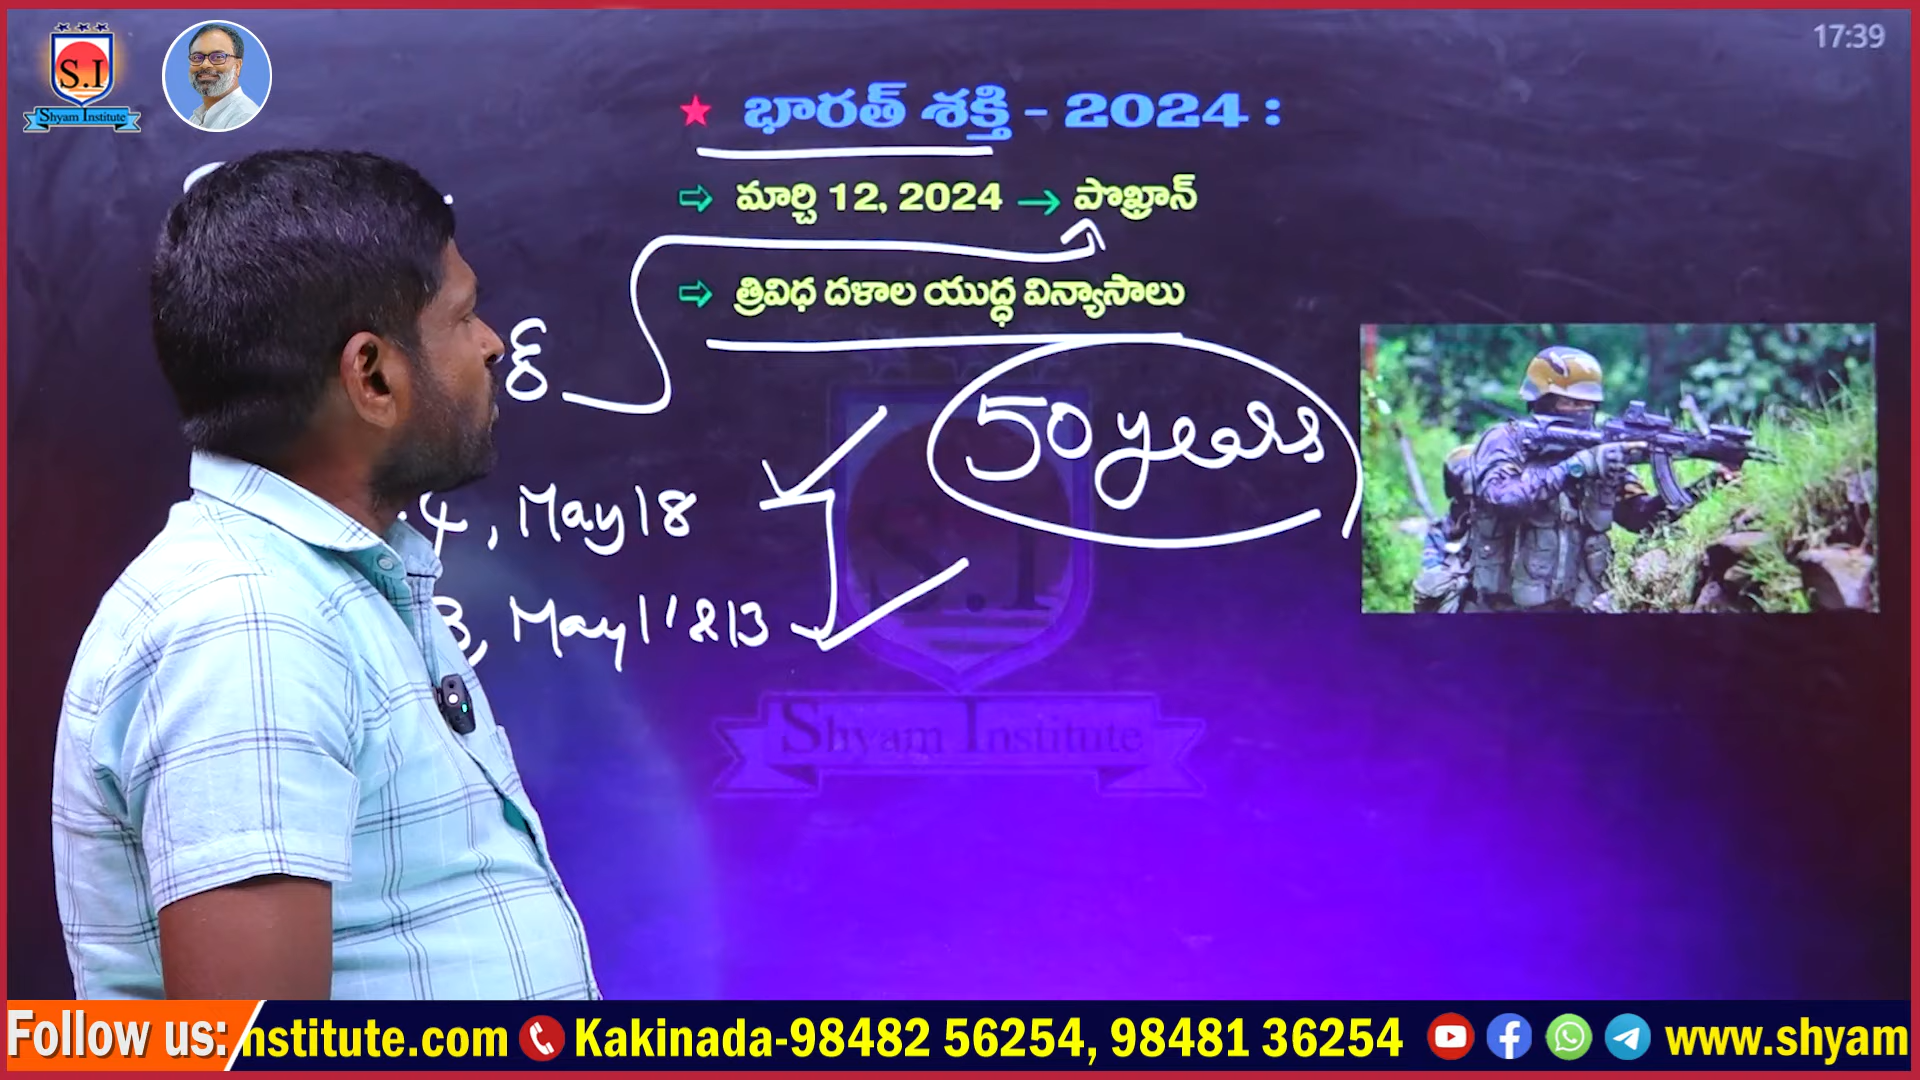 17:39
S.I
Shyam Institute
★ భారత్ శక్తి - 2024 :
⇨ మార్చి 12, 2024 → పొఖ్రాన్
⇨ త్రివిధ దళాల యుద్ధ విన్యాసాలు
50 years
4, May 18
May 11 & 13
S.I
Shyam Institute
Follow us: nstitute.com Kakinada-98482 56254, 98481 36254 www.shyam